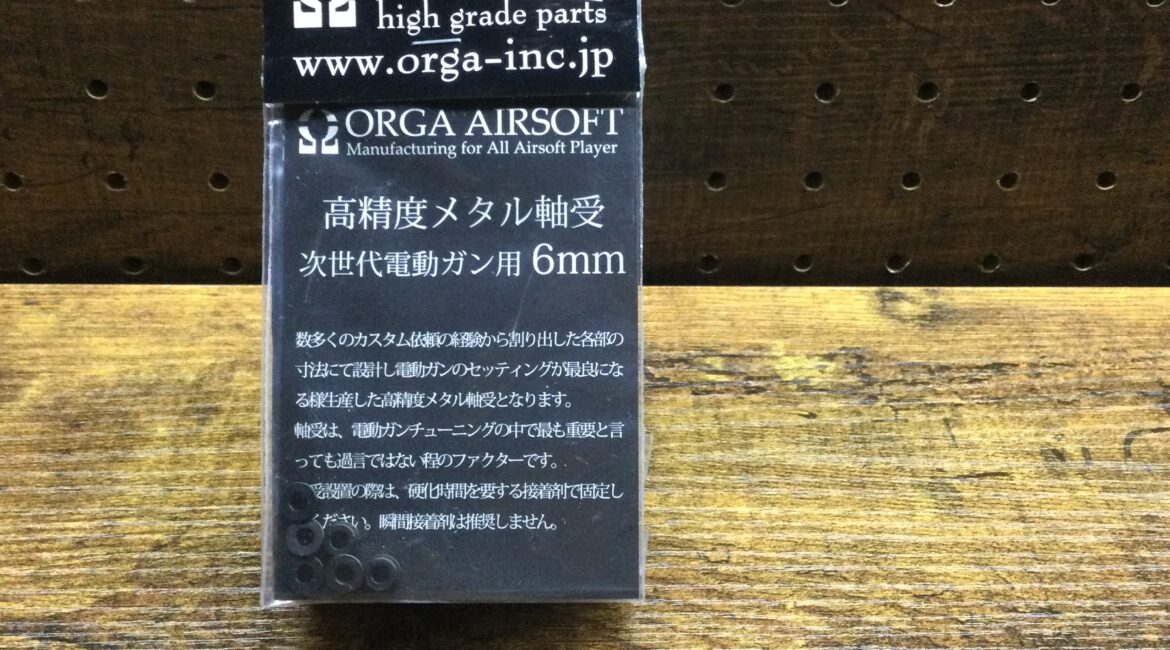 high grade parts
www.orga-inc.jp
ORGA AIRSOFT
Manufacturing for All Airsoft Player
高精度メタル軸受
次世代電動ガン用 6mm
数多くのカスタム依頼の経験から割り出した各部の
寸法にて設計し電動ガンのセッティングが最良にな
る様生産した高精度メタル軸受となります。
軸受は、電動ガンチューニングの中で最も重要と言
っても過言ではない程のファクターです。
受設置の際は、硬化時間を要する接着剤で固定し
ください。瞬間接着剤は推奨しません。